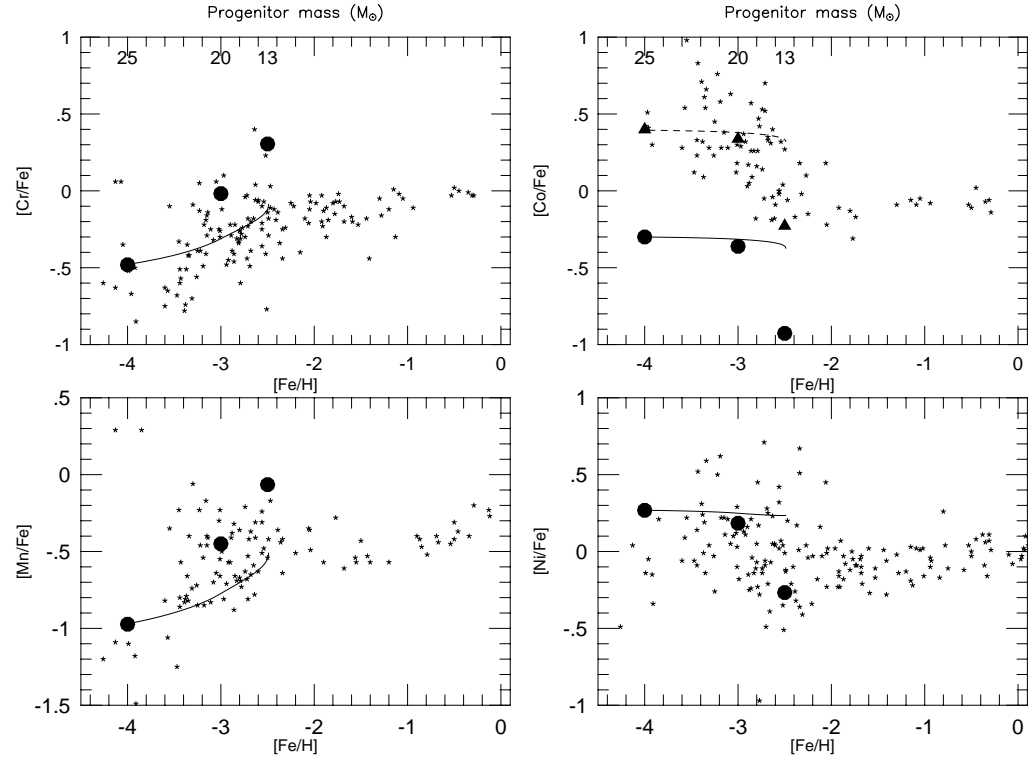 Progenitor mass (M⊙)
25 20 13
1
.5
0
-.5
-1
[Cr/Fe]
-4 -3 -2 -1 0
[Fe/H]
Progenitor mass (M⊙)
25 20 13
1
.5
0
-.5
-1
[Co/Fe]
-4 -3 -2 -1 0
[Fe/H]
.5
0
-.5
-1
-1.5
[Mn/Fe]
-4 -3 -2 -1 0
[Fe/H]
1
.5
0
-.5
-1
[Ni/Fe]
-4 -3 -2 -1 0
[Fe/H]